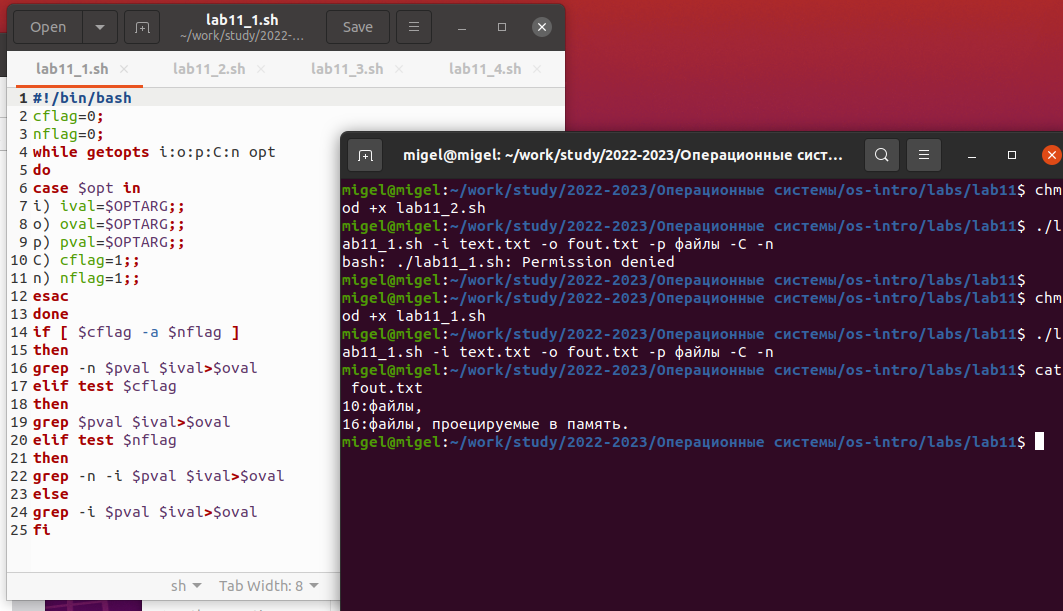 Open
lab11_1.sh
~/work/study/2022-...
Save
lab11_1.sh
lab11_2.sh
lab11_3.sh
lab11_4.sh
1 #!/bin/bash
2 cflag=0;
3 nflag=0;
4 while getopts i:o:p:C:n opt
5 do
6 case $opt in
7 i) ival=$OPTARG;;
8 o) oval=$OPTARG;;
9 p) pval=$OPTARG;;
10 C) cflag=1;;
11 n) nflag=1;;
12 esac
13 done
14 if [ $cflag -a $nflag ]
15 then
16 grep -n $pval $ival>$oval
17 elif test $cflag
18 then
19 grep $pval $ival>$oval
20 elif test $nflag
21 then
22 grep -n -i $pval $ival>$oval
23 else
24 grep -i $pval $ival>$oval
25 fi
sh
Tab Width: 8
migel@migel: ~/work/study/2022-2023/Операционные сист...
migel@migel:~/work/study/2022-2023/Операционные системы/os-intro/labs/lab11$ chm
od +x lab11_2.sh
migel@migel:~/work/study/2022-2023/Операционные системы/os-intro/labs/lab11$ ./l
ab11_1.sh -i text.txt -o fout.txt -p файлы -C -n
bash: ./lab11_1.sh: Permission denied
migel@migel:~/work/study/2022-2023/Операционные системы/os-intro/labs/lab11$
migel@migel:~/work/study/2022-2023/Операционные системы/os-intro/labs/lab11$ chm
od +x lab11_1.sh
migel@migel:~/work/study/2022-2023/Операционные системы/os-intro/labs/lab11$ ./l
ab11_1.sh -i text.txt -o fout.txt -p файлы -C -n
migel@migel:~/work/study/2022-2023/Операционные системы/os-intro/labs/lab11$ cat
fout.txt
10:файлы,
16:файлы, проецируемые в память.
migel@migel:~/work/study/2022-2023/Операционные системы/os-intro/labs/lab11$